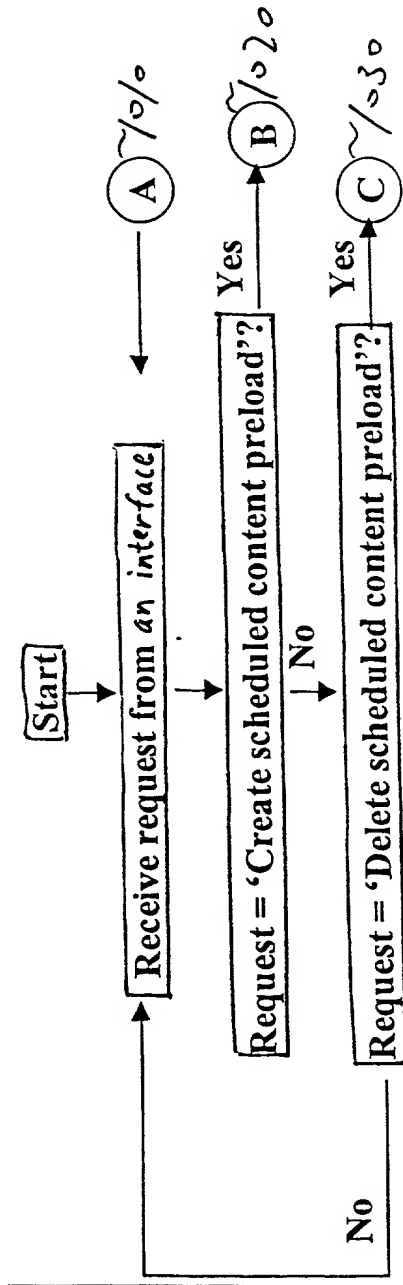 Start
Receive request from an interface
A 1010
Request = ‘Create scheduled content preload’?
Yes
B 1020
No
Request = ‘Delete scheduled content preload’?
Yes
C 1030
No